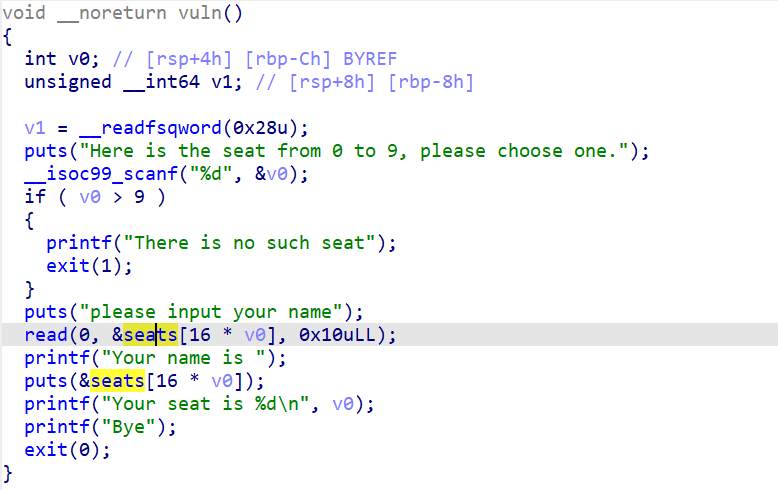 void __noreturn vuln()
{
  int v0; // [rsp+4h] [rbp-Ch] BYREF
  unsigned __int64 v1; // [rsp+8h] [rbp-8h]

  v1 = __readfsqword(0x28u);
  puts("Here is the seat from 0 to 9, please choose one.");
  __isoc99_scanf("%d", &v0);
  if ( v0 > 9 )
  {
    printf("There is no such seat");
    exit(1);
  }
  puts("please input your name");
  read(0, &seats[16 * v0], 0x10uLL);
  printf("Your name is ");
  puts(&seats[16 * v0]);
  printf("Your seat is %d\n", v0);
  printf("Bye");
  exit(0);
}